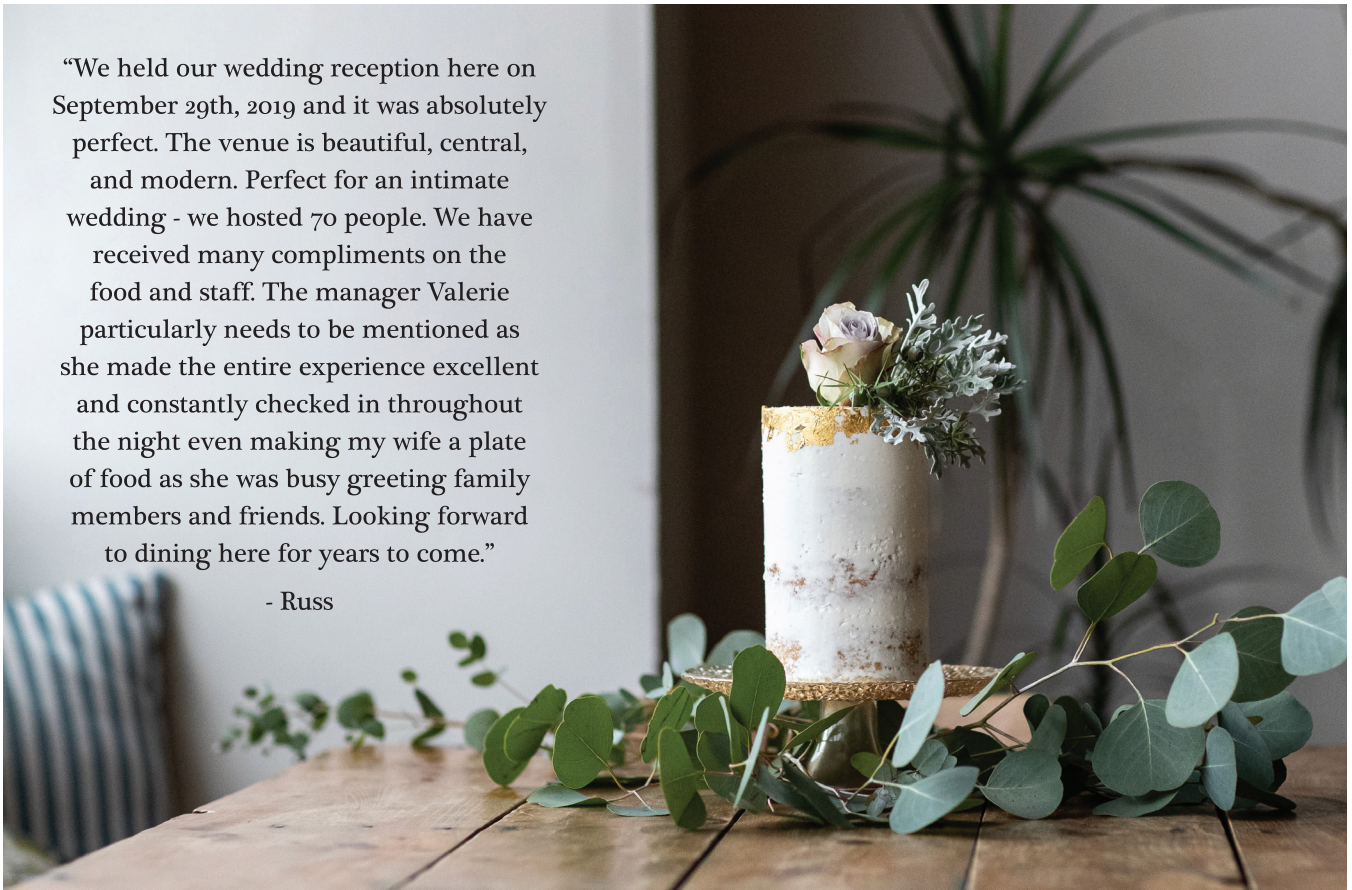 “We held our wedding reception here on
September 29th, 2019 and it was absolutely
perfect. The venue is beautiful, central,
and modern. Perfect for an intimate
wedding - we hosted 70 people. We have
received many compliments on the
food and staff. The manager Valerie
particularly needs to be mentioned as
she made the entire experience excellent
and constantly checked in throughout
the night even making my wife a plate
of food as she was busy greeting family
members and friends. Looking forward
to dining here for years to come.”
- Russ